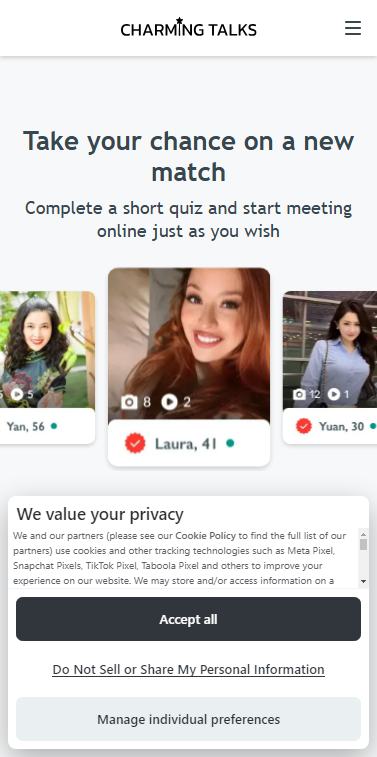 CHARMING TALKS
Take your chance on a new
match
Complete a short quiz and start meeting
online just as you wish
5
8 2
12 1
Yan, 56
Laura, 41
Yuan, 30
We value your privacy
We and our partners (please see our Cookie Policy to find the full list of our
partners) use cookies and other tracking technologies such as Meta Pixel,
Snapchat Pixels, TikTok Pixel, Taboola Pixel and others to improve your
experience on our website. We may store and/or access information on a
Accept all
Do Not Sell or Share My Personal Information
Manage individual preferences